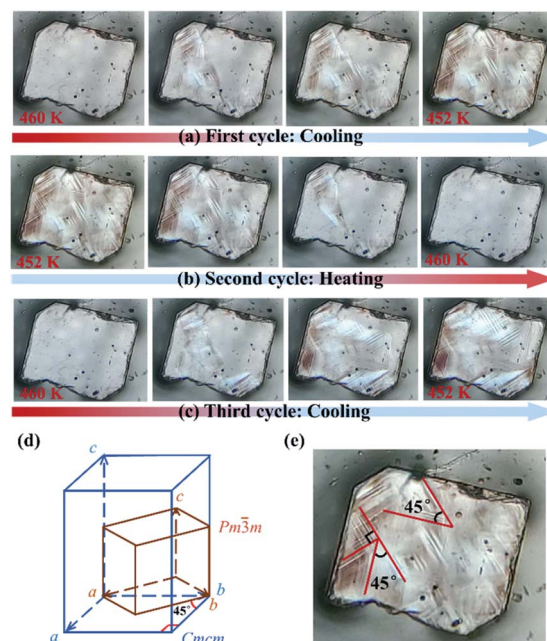 460 K
452 K
(a) First cycle: Cooling
452 K
460 K
(b) Second cycle: Heating
460 K
452 K
(c) Third cycle: Cooling
(d)
(e)
c
c
Pm3̅m
a
b
b
45°
a
Cmcm
45°
45°